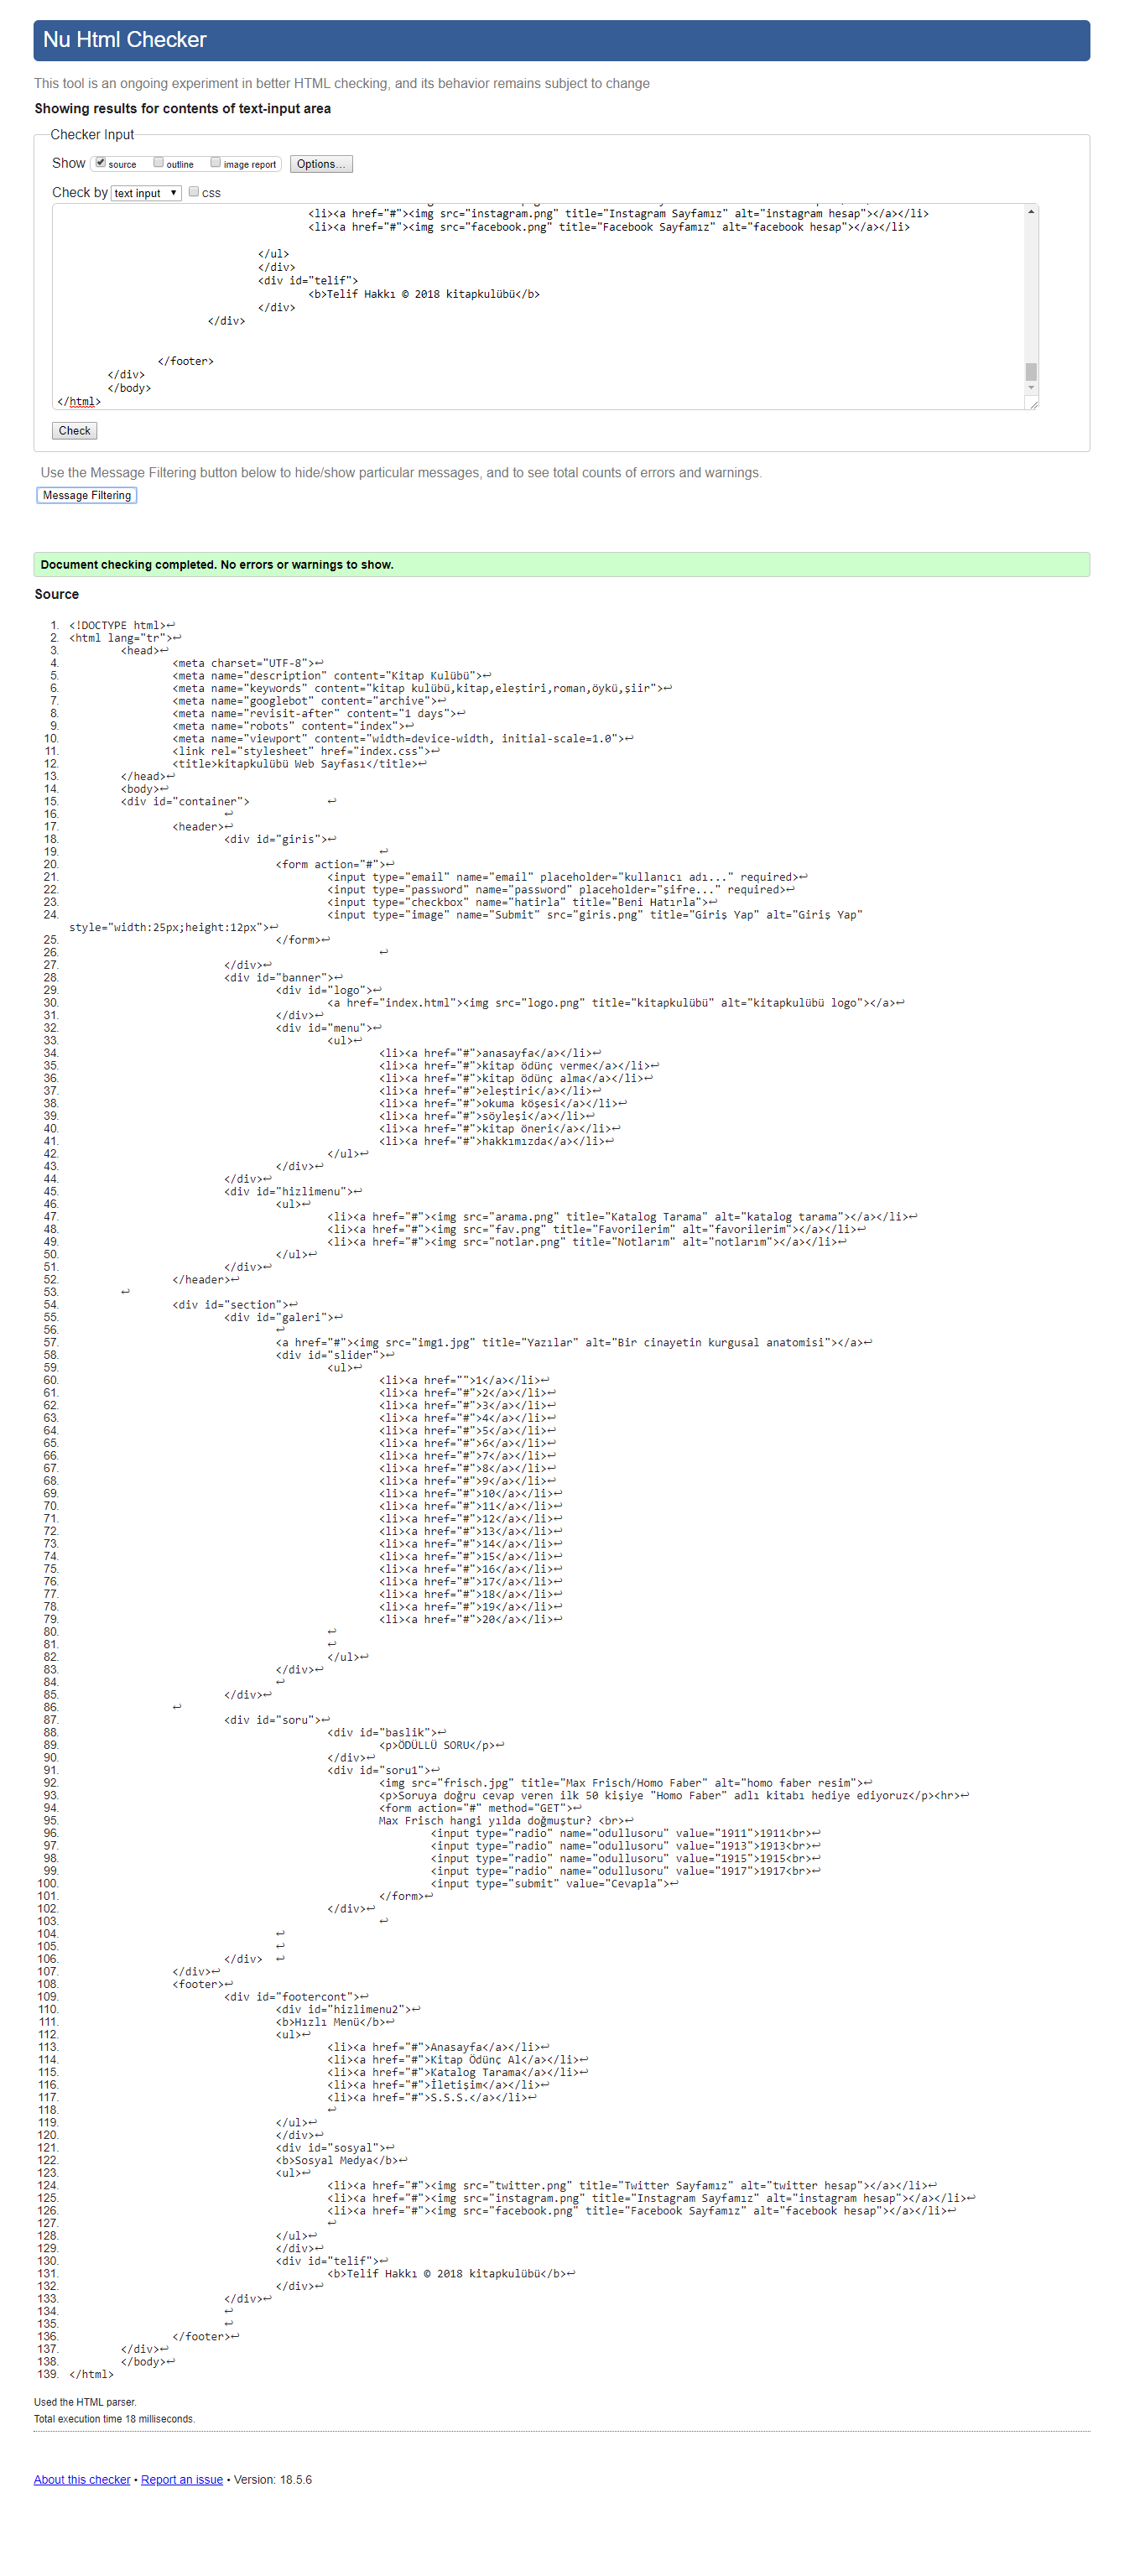 Nu Html Checker
This tool is an ongoing experiment in better HTML checking, and its behavior remains subject to change
Showing results for contents of text-input area
Checker Input
Show source outline image report Options...
Check by text input css
<li><a href="#"><img src="instagram.png" title="Instagram Sayfamız" alt="instagram hesap"></a></li>
<li><a href="#"><img src="facebook.png" title="Facebook Sayfamız" alt="facebook hesap"></a></li>
</ul>
</div>
<div id="telif">
<b>Telif Hakkı © 2018 kitapkulübü</b>
</div>
</div>
</footer>
</div>
</body>
</html>
Check
Use the Message Filtering button below to hide/show particular messages, and to see total counts of errors and warnings.
Message Filtering
Document checking completed. No errors or warnings to show.
Source
1. <!DOCTYPE html>↩
2. <html lang="tr">↩
3. <head>↩
4. <meta charset="UTF-8">↩
5. <meta name="description" content="Kitap Kulübü">↩
6. <meta name="keywords" content="kitap kulübü,kitap,eleştiri,roman,öykü,şiir">↩
7. <meta name="googlebot" content="archive">↩
8. <meta name="revisit-after" content="1 days">↩
9. <meta name="robots" content="index">↩
10. <meta name="viewport" content="width=device-width, initial-scale=1.0">↩
11. <link rel="stylesheet" href="index.css">↩
12. <title>kitapkulübü Web Sayfası</title>↩
13. </head>↩
14. <body>↩
15. <div id="container"> ↩
16. ↩
17. <header>↩
18. <div id="giris">↩
19. ↩
20. <form action="#">↩
21. <input type="email" name="email" placeholder="kullanıcı adı..." required>↩
22. <input type="password" name="password" placeholder="şifre..." required>↩
23. <input type="checkbox" name="hatirla" title="Beni Hatırla">↩
24. <input type="image" name="Submit" src="giris.png" title="Giriş Yap" alt="Giriş Yap"
style="width:25px;height:12px">↩
25. </form>↩
26. ↩
27. </div>↩
28. <div id="banner">↩
29. <div id="logo">↩
30. <a href="index.html"><img src="logo.png" title="kitapkulübü" alt="kitapkulübü logo"></a>↩
31. </div>↩
32. <div id="menu">↩
33. <ul>↩
34. <li><a href="#">anasayfa</a></li>↩
35. <li><a href="#">kitap ödünç verme</a></li>↩
36. <li><a href="#">kitap ödünç alma</a></li>↩
37. <li><a href="#">eleştiri</a></li>↩
38. <li><a href="#">okuma köşesi</a></li>↩
39. <li><a href="#">söyleşi</a></li>↩
40. <li><a href="#">kitap öneri</a></li>↩
41. <li><a href="#">hakkımızda</a></li>↩
42. </ul>↩
43. </div>↩
44. </div>↩
45. <div id="hizlimenu">↩
46. <ul>↩
47. <li><a href="#"><img src="arama.png" title="Katalog Tarama" alt="katalog tarama"></a></li>↩
48. <li><a href="#"><img src="fav.png" title="Favorilerim" alt="favorilerim"></a></li>↩
49. <li><a href="#"><img src="notlar.png" title="Notlarım" alt="notlarım"></a></li>↩
50. </ul>↩
51. </div>↩
52. </header>↩
53. ↩
54. <div id="section">↩
55. <div id="galeri">↩
56. ↩
57. <a href="#"><img src="img1.jpg" title="Yazılar" alt="Bir cinayetin kurgusal anatomisi"></a>↩
58. <div id="slider">↩
59. <ul>↩
60. <li><a href="">1</a></li>↩
61. <li><a href="#">2</a></li>↩
62. <li><a href="#">3</a></li>↩
63. <li><a href="#">4</a></li>↩
64. <li><a href="#">5</a></li>↩
65. <li><a href="#">6</a></li>↩
66. <li><a href="#">7</a></li>↩
67. <li><a href="#">8</a></li>↩
68. <li><a href="#">9</a></li>↩
69. <li><a href="#">10</a></li>↩
70. <li><a href="#">11</a></li>↩
71. <li><a href="#">12</a></li>↩
72. <li><a href="#">13</a></li>↩
73. <li><a href="#">14</a></li>↩
74. <li><a href="#">15</a></li>↩
75. <li><a href="#">16</a></li>↩
76. <li><a href="#">17</a></li>↩
77. <li><a href="#">18</a></li>↩
78. <li><a href="#">19</a></li>↩
79. <li><a href="#">20</a></li>↩
80. ↩
81. ↩
82. </ul>↩
83. </div>↩
84. ↩
85. </div>↩
86. ↩
87. <div id="soru">↩
88. <div id="baslik">↩
89. <p>ÖDÜLLÜ SORU</p>↩
90. </div>↩
91. <div id="soru1">↩
92. <img src="frisch.jpg" title="Max Frisch/Homo Faber" alt="homo faber resim">↩
93. <p>Soruya doğru cevap veren ilk 50 kişiye "Homo Faber" adlı kitabı hediye ediyoruz</p><hr>↩
94. <form action="#" method="GET">↩
95. Max Frisch hangi yılda doğmuştur? <br>↩
96. <input type="radio" name="odullusoru" value="1911">1911<br>↩
97. <input type="radio" name="odullusoru" value="1913">1913<br>↩
98. <input type="radio" name="odullusoru" value="1915">1915<br>↩
99. <input type="radio" name="odullusoru" value="1917">1917<br>↩
100. <input type="submit" value="Cevapla">↩
101. </form>↩
102. </div>↩
103. ↩
104. ↩
105. ↩
106. </div> ↩
107. </div>↩
108. <footer>↩
109. <div id="footercont">↩
110. <div id="hizlimenu2">↩
111. <b>Hızlı Menü</b>↩
112. <ul>↩
113. <li><a href="#">Anasayfa</a></li>↩
114. <li><a href="#">Kitap Ödünç Al</a></li>↩
115. <li><a href="#">Katalog Tarama</a></li>↩
116. <li><a href="#">İletişim</a></li>↩
117. <li><a href="#">S.S.S.</a></li>↩
118. ↩
119. </ul>↩
120. </div>↩
121. <div id="sosyal">↩
122. <b>Sosyal Medya</b>↩
123. <ul>↩
124. <li><a href="#"><img src="twitter.png" title="Twitter Sayfamız" alt="twitter hesap"></a></li>↩
125. <li><a href="#"><img src="instagram.png" title="Instagram Sayfamız" alt="instagram hesap"></a></li>↩
126. <li><a href="#"><img src="facebook.png" title="Facebook Sayfamız" alt="facebook hesap"></a></li>↩
127. ↩
128. </ul>↩
129. </div>↩
130. <div id="telif">↩
131. <b>Telif Hakkı © 2018 kitapkulübü</b>↩
132. </div>↩
133. </div>↩
134. ↩
135. ↩
136. </footer>↩
137. </div>↩
138. </body>↩
139. </html>
Used the HTML parser.
Total execution time 18 milliseconds.
About this checker • Report an issue • Version: 18.5.6